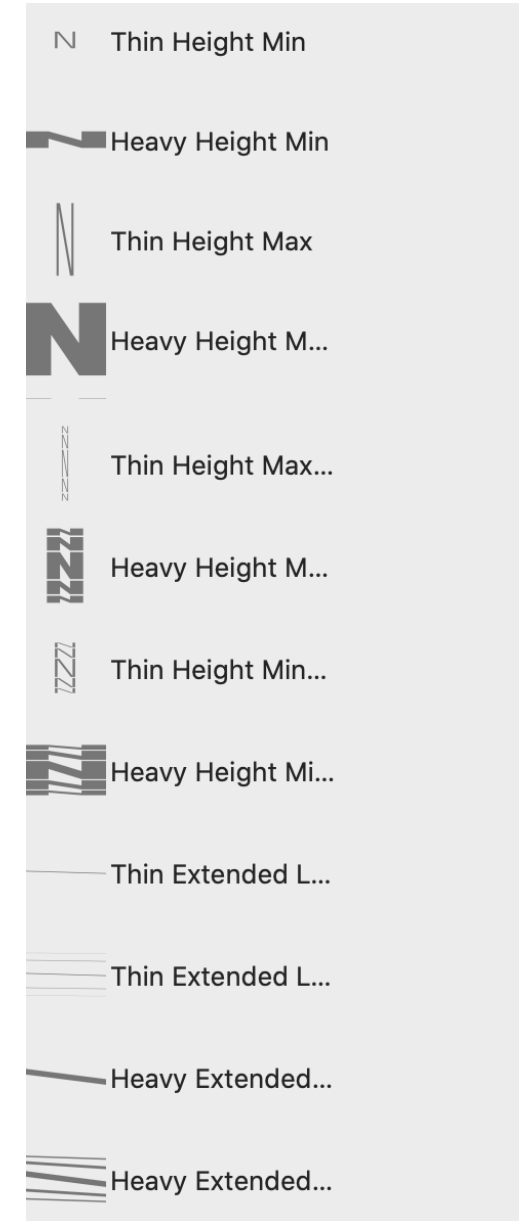 N Thin Height Min
N Heavy Height Min
N Thin Height Max
N Heavy Height M...
N N N N N Thin Height Max...
N N N N N Heavy Height M...
N N N N N Thin Height Min...
N N N N N Heavy Height Mi...
Thin Extended L...
Thin Extended L...
Heavy Extended...
Heavy Extended...